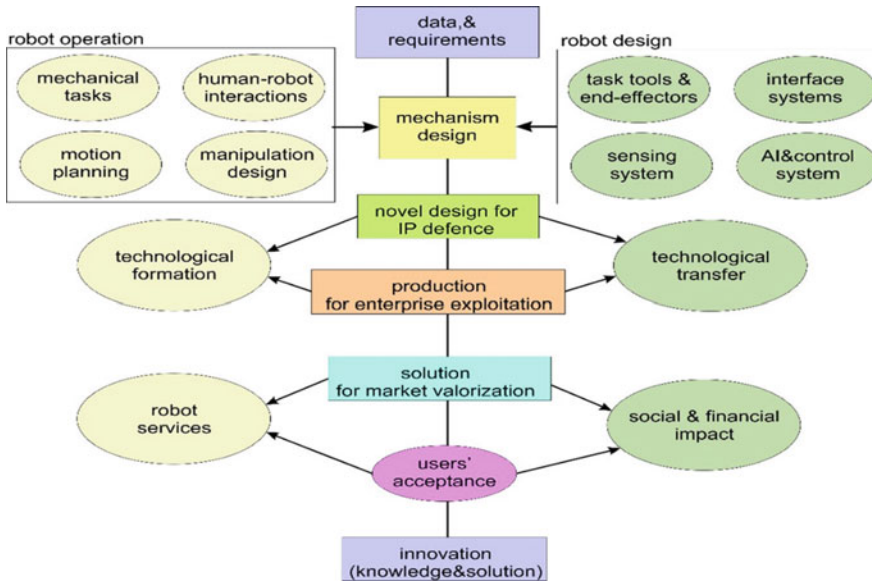 data,&
requirements
robot operation
mechanical
tasks
human-robot
interactions
motion
planning
manipulation
design
mechanism
design
robot design
task tools &
end-effectors
interface
systems
sensing
system
AI&control
system
novel design for
IP defence
technological
formation
technological
transfer
production
for enterprise exploitation
solution
for market valorization
robot
services
social & financial
impact
users'
acceptance
innovation
(knowledge&solution)